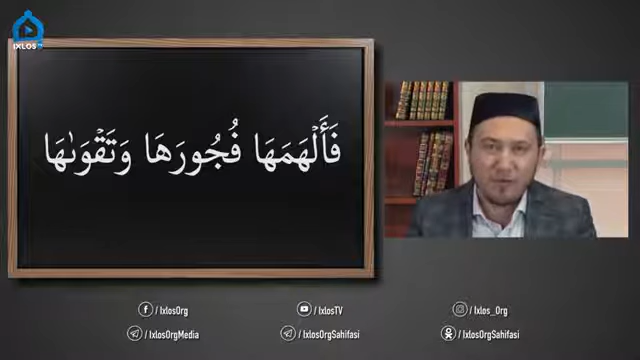 IXLOS
فَأَلْهَمَهَا فُجُورَهَا وَتَقْوَىٰهَا
/ IxlosOrg
/ IxlosTV
/ Ixlos_Org
/ IxlosOrgMedia
/ IxlosOrgSahifasi
/ IxlosOrgSahifasi